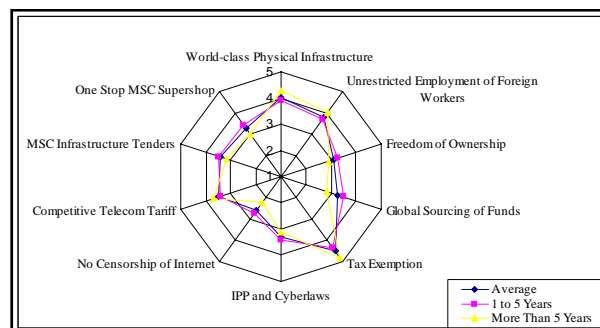 World-class Physical Infrastructure
5
One Stop MSC Supershop
Unrestricted Employment of Foreign
Workers
4
3
MSC Infrastructure Tenders
Freedom of Ownership
2
1
Competitive Telecom Tariff
Global Sourcing of Funds
No Censorship of Internet
Tax Exemption
IPP and Cyberlaws
Average
1 to 5 Years
More Than 5 Years